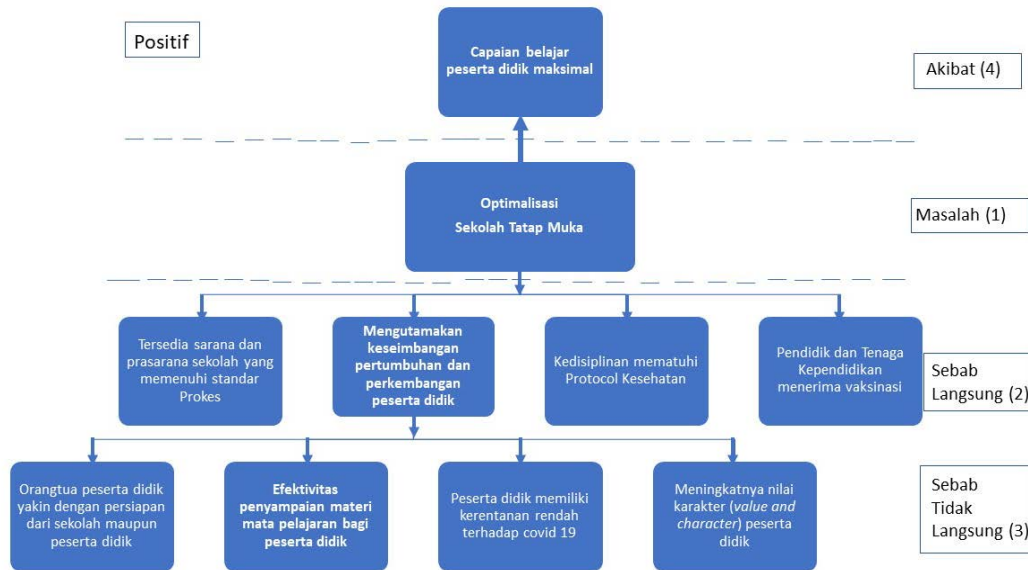 Positif
Capaian belajar
peserta didik maksimal
Akibat (4)
Optimalisasi
Sekolah Tatap Muka
Masalah (1)
Tersedia sarana dan
prasarana sekolah yang
memenuhi standar
Prokes
Mengutamakan
keseimbangan
pertumbuhan dan
perkembangan
peserta didik
Kedisiplinan mematuhi
Protocol Kesehatan
Pendidik dan Tenaga
Kependidikan
menerima vaksinasi
Sebab
Langsung (2)
Orangtua peserta didik
yakin dengan persiapan
dari sekolah maupun
peserta didik
Efektivitas
penyampaian materi
mata pelajaran bagi
peserta didik
Peserta didik memiliki
kerentanan rendah
terhadap covid 19
Meningkatnya nilai
karakter (value and
character) peserta
didik
Sebab
Tidak
Langsung (3)